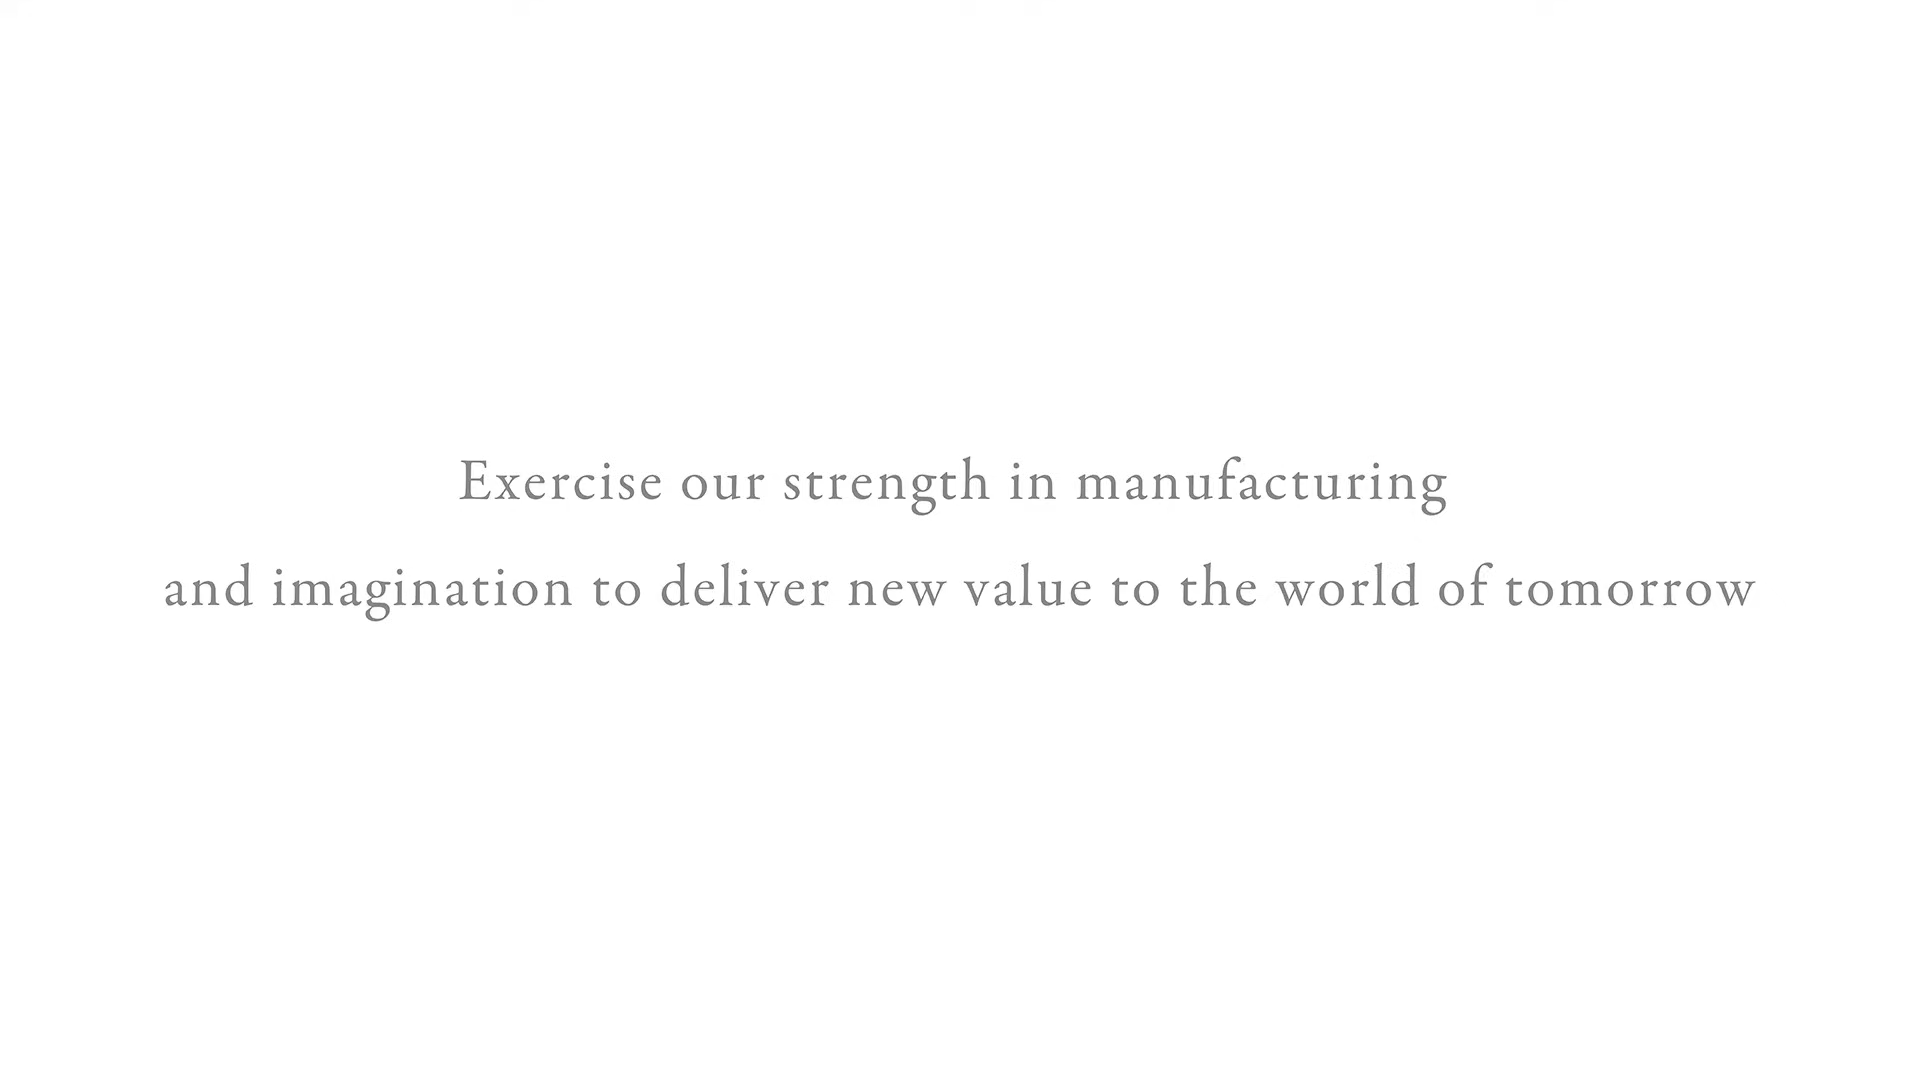 Exercise our strength in manufacturing
and imagination to deliver new value to the world of tomorrow